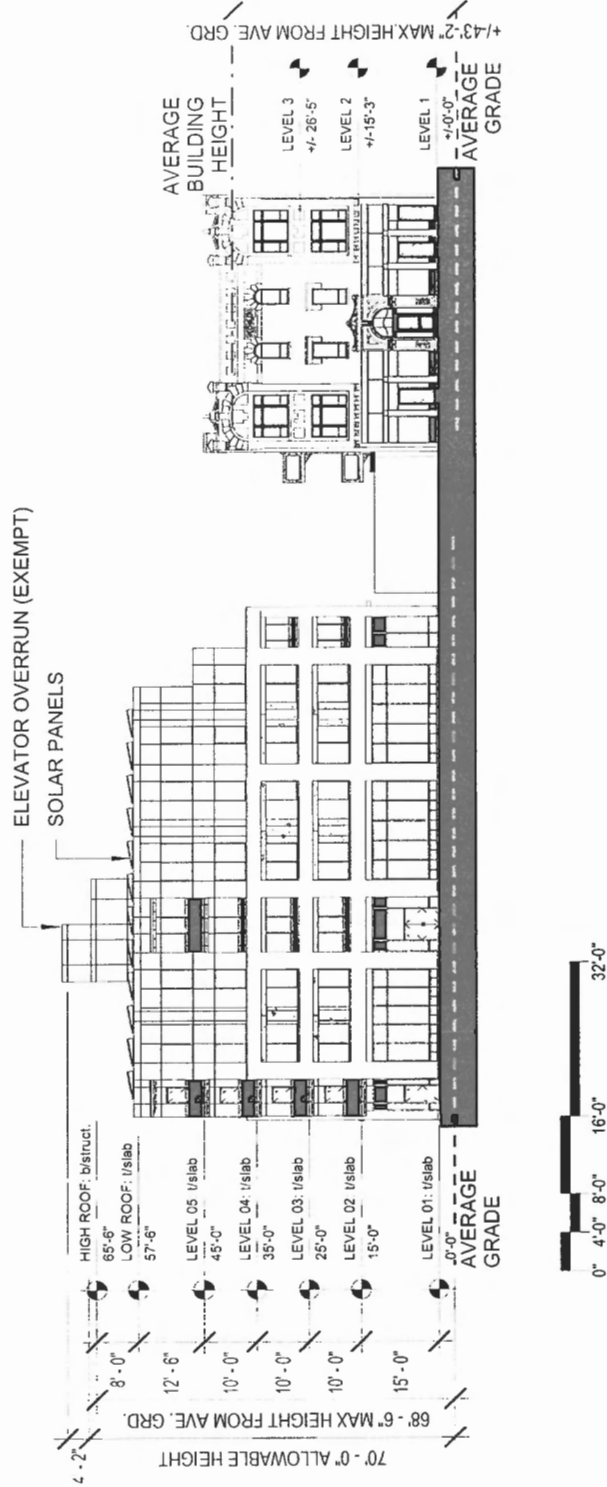 ELEVATOR OVERRUN (EXEMPT)
SOLAR PANELS
4'-2"
HIGH ROOF: b/struct.
65'-6"
8'-0"
LOW ROOF: t/slab
57'-6"
12'-6"
LEVEL 05 t/slab
45'-0"
10'-0"
LEVEL 04: t/slab
35'-0"
10'-0"
LEVEL 03: t/slab
25'-0"
10'-0"
LEVEL 02 t/slab
15'-0"
15'-0"
LEVEL 01: t/slab
0'-0"
AVERAGE
GRADE
68'-6" MAX HEIGHT FROM AVE. GRD.
70'-0" ALLOWABLE HEIGHT
AVERAGE
BUILDING
HEIGHT
LEVEL 3
+/- 26'-5"
LEVEL 2
+/-15'-3"
LEVEL 1
+/-0'-0"
AVERAGE
GRADE
+/-43'-2" MAX.HEIGHT FROM AVE. GRD.
0" 4'-0" 8'-0" 16'-0" 32'-0"